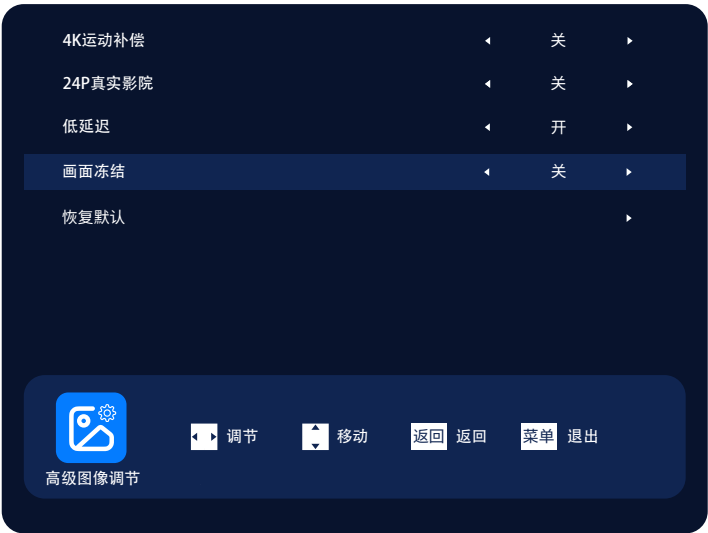 4K运动补偿 关
24P真实影院 关
低延迟 开
画面冻结 关
恢复默认
调节 移动 返回 返回 菜单 退出
高级图像调节